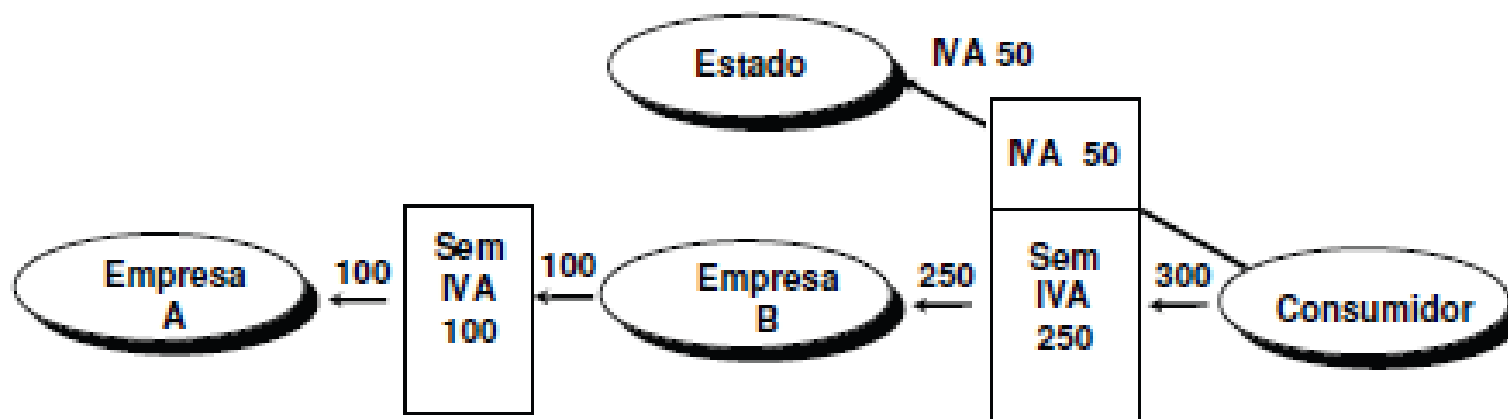 Estado
IVA 50
IVA 50
Empresa
A
100
Sem
IVA
100
100
Empresa
B
250
Sem
IVA
250
300
Consumidor